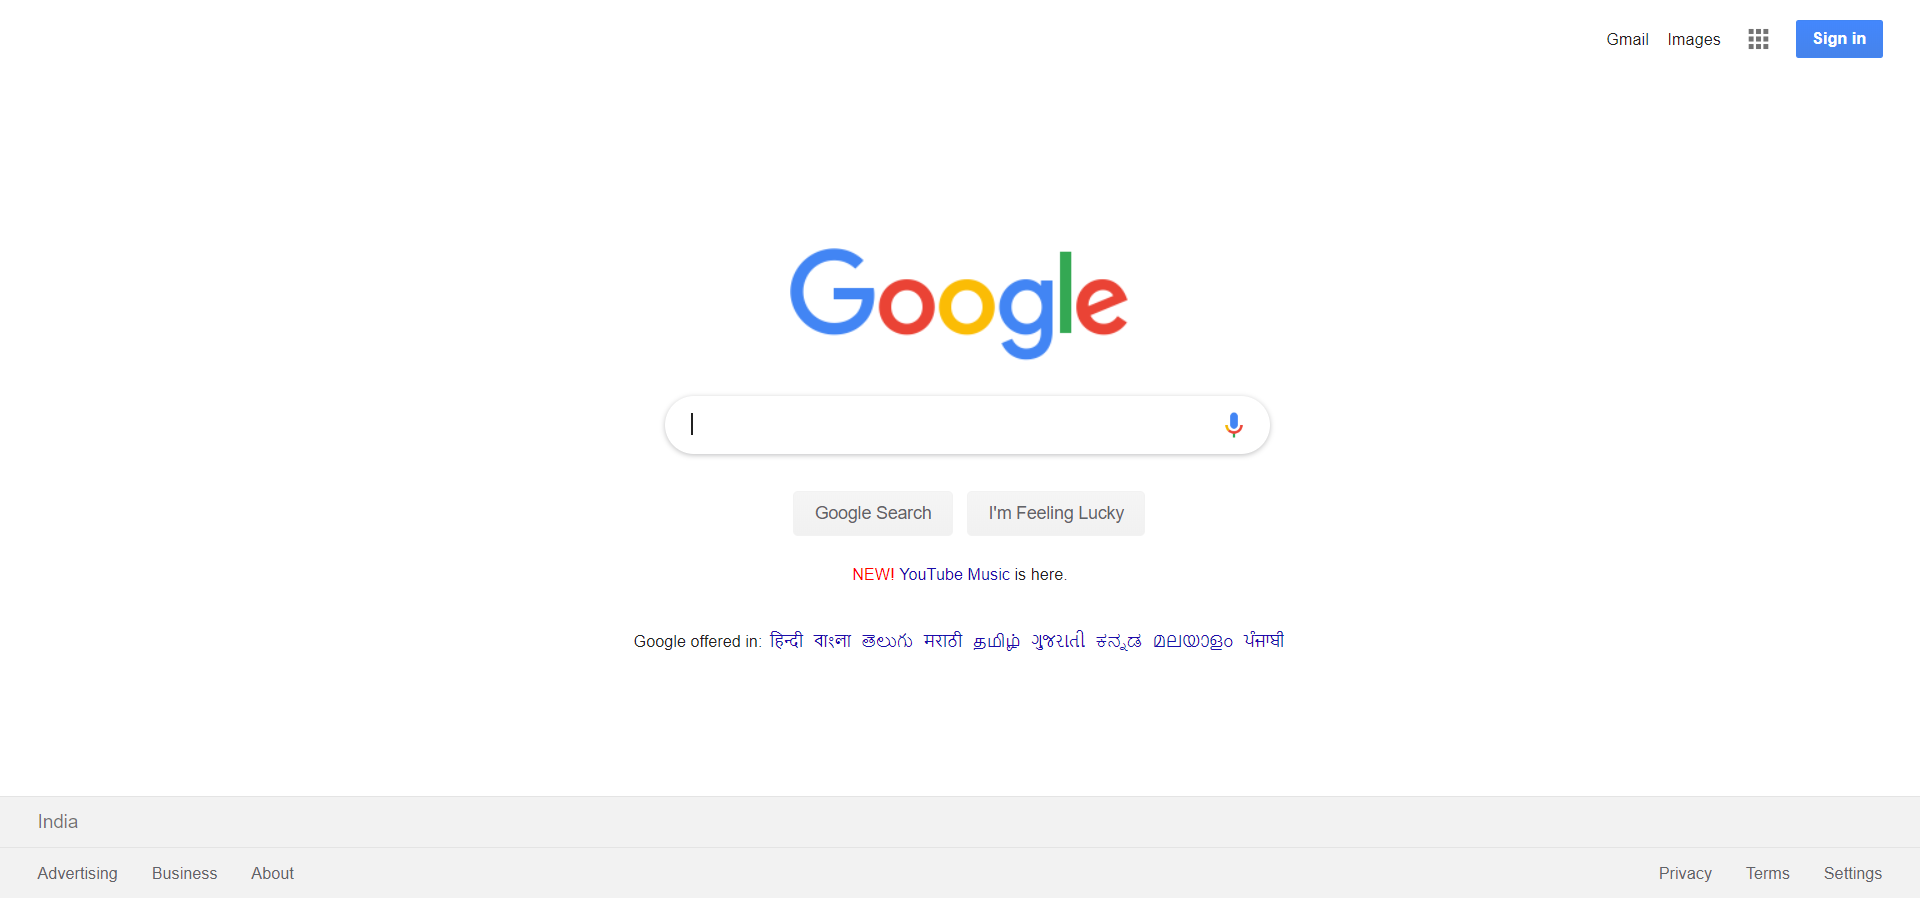 Gmail Images Sign in
Google
Google Search I'm Feeling Lucky
NEW! YouTube Music is here.
Google offered in: हिन्दी বাংলা తెలుగు मराठी தமிழ் ગુજરાતી ಕನ್ನಡ മലയാളം ਪੰਜਾਬੀ
India
Advertising Business About Privacy Terms Settings